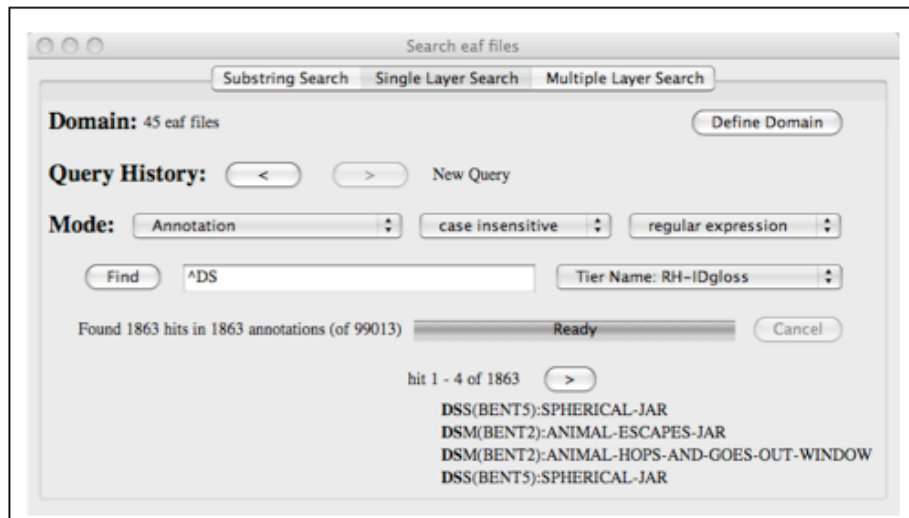 Search eaf files
Substring Search Single Layer Search Multiple Layer Search
Domain: 45 eaf files Define Domain
Query History: < > New Query
Mode: Annotation case insensitive regular expression
Find ^DS Tier Name: RH-IDgloss
Found 1863 hits in 1863 annotations (of 99013) Ready Cancel
hit 1 - 4 of 1863 >
DSS(BENT5):SPHERICAL-JAR
DSM(BENT2):ANIMAL-ESCAPES-JAR
DSM(BENT2):ANIMAL-HOPS-AND-GOES-OUT-WINDOW
DSS(BENT5):SPHERICAL-JAR